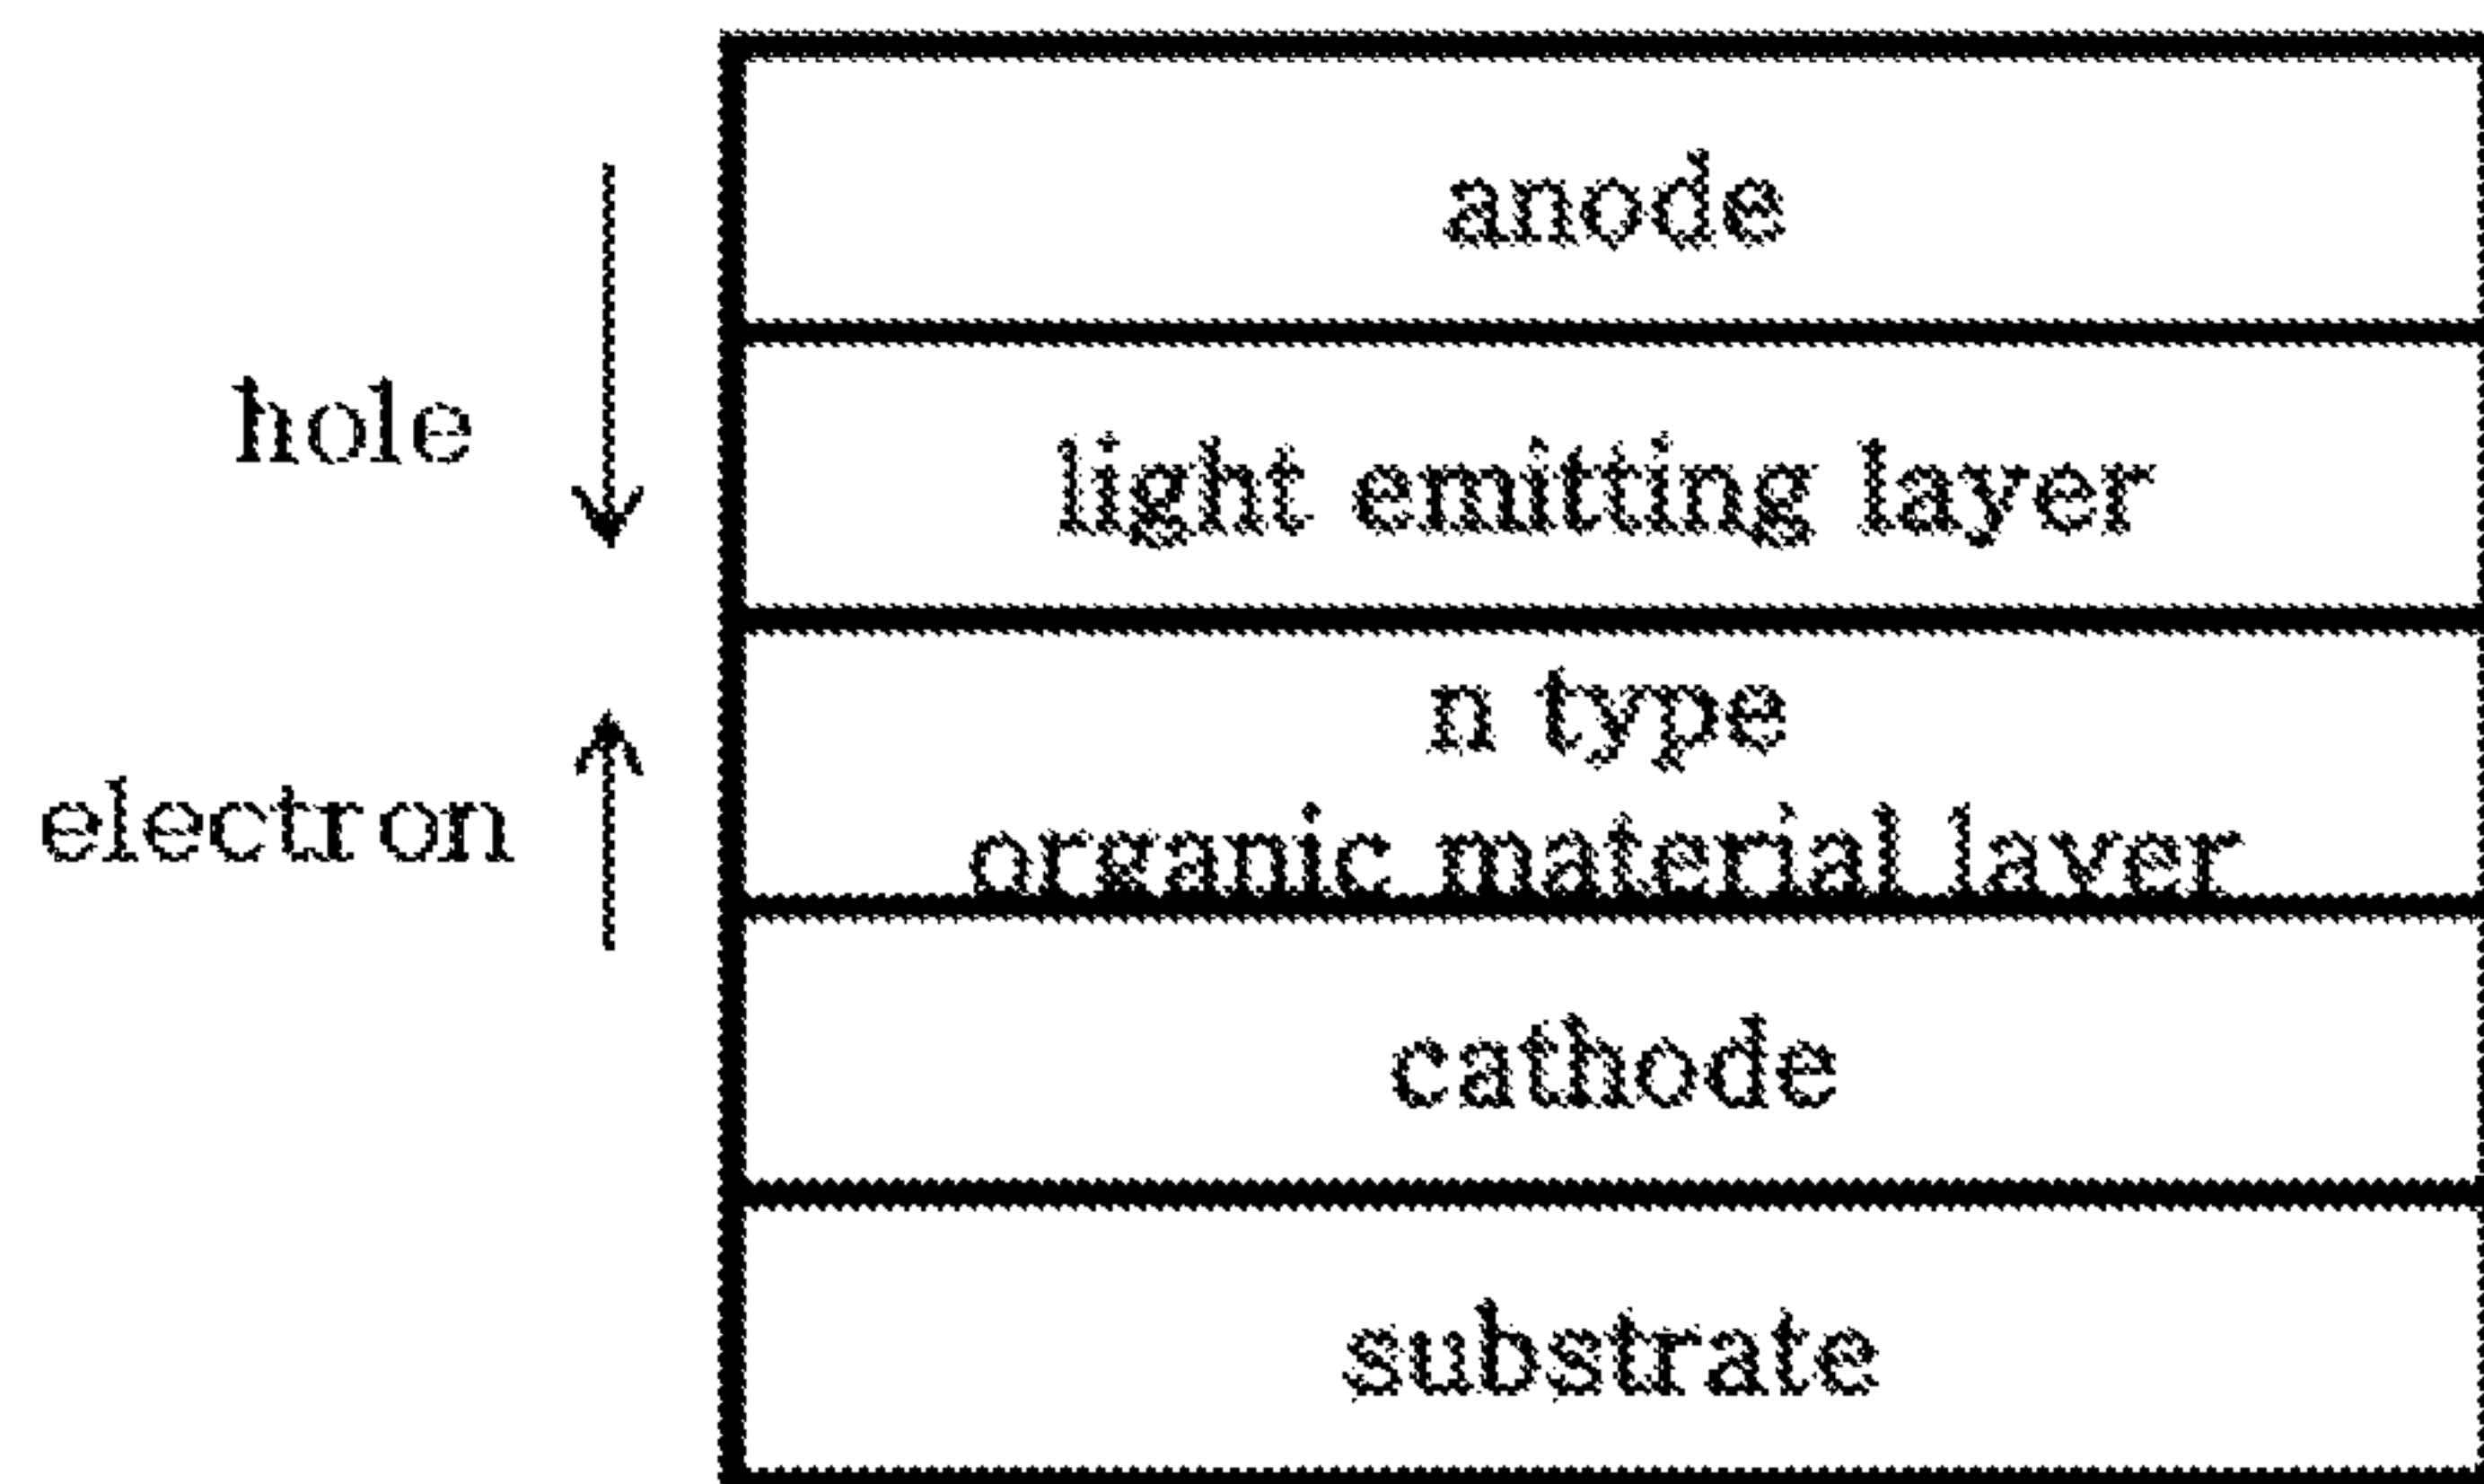 anode
hole
light emitting layer
n type
organic material layer
electron
cathode
substrate